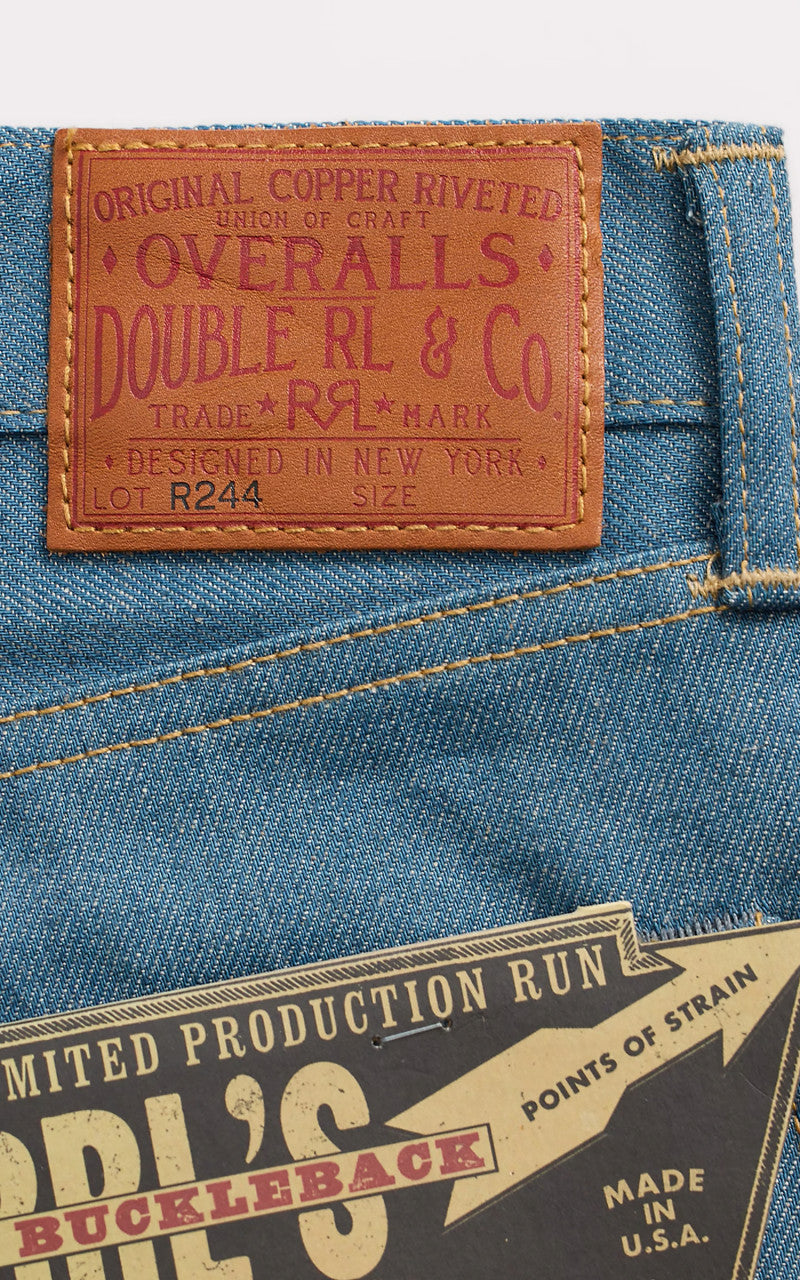 ORIGINAL COPPER RIVETED
UNION OF CRAFT
OVERALLS
DOUBLE RL & Co.
TRADE ★ RRL ★ MARK
DESIGNED IN NEW YORK
LOT R244 SIZE
MITED PRODUCTION RUN
RRL'S
BUCKLEBACK
POINTS OF STRAIN
MADE
IN
U.S.A.